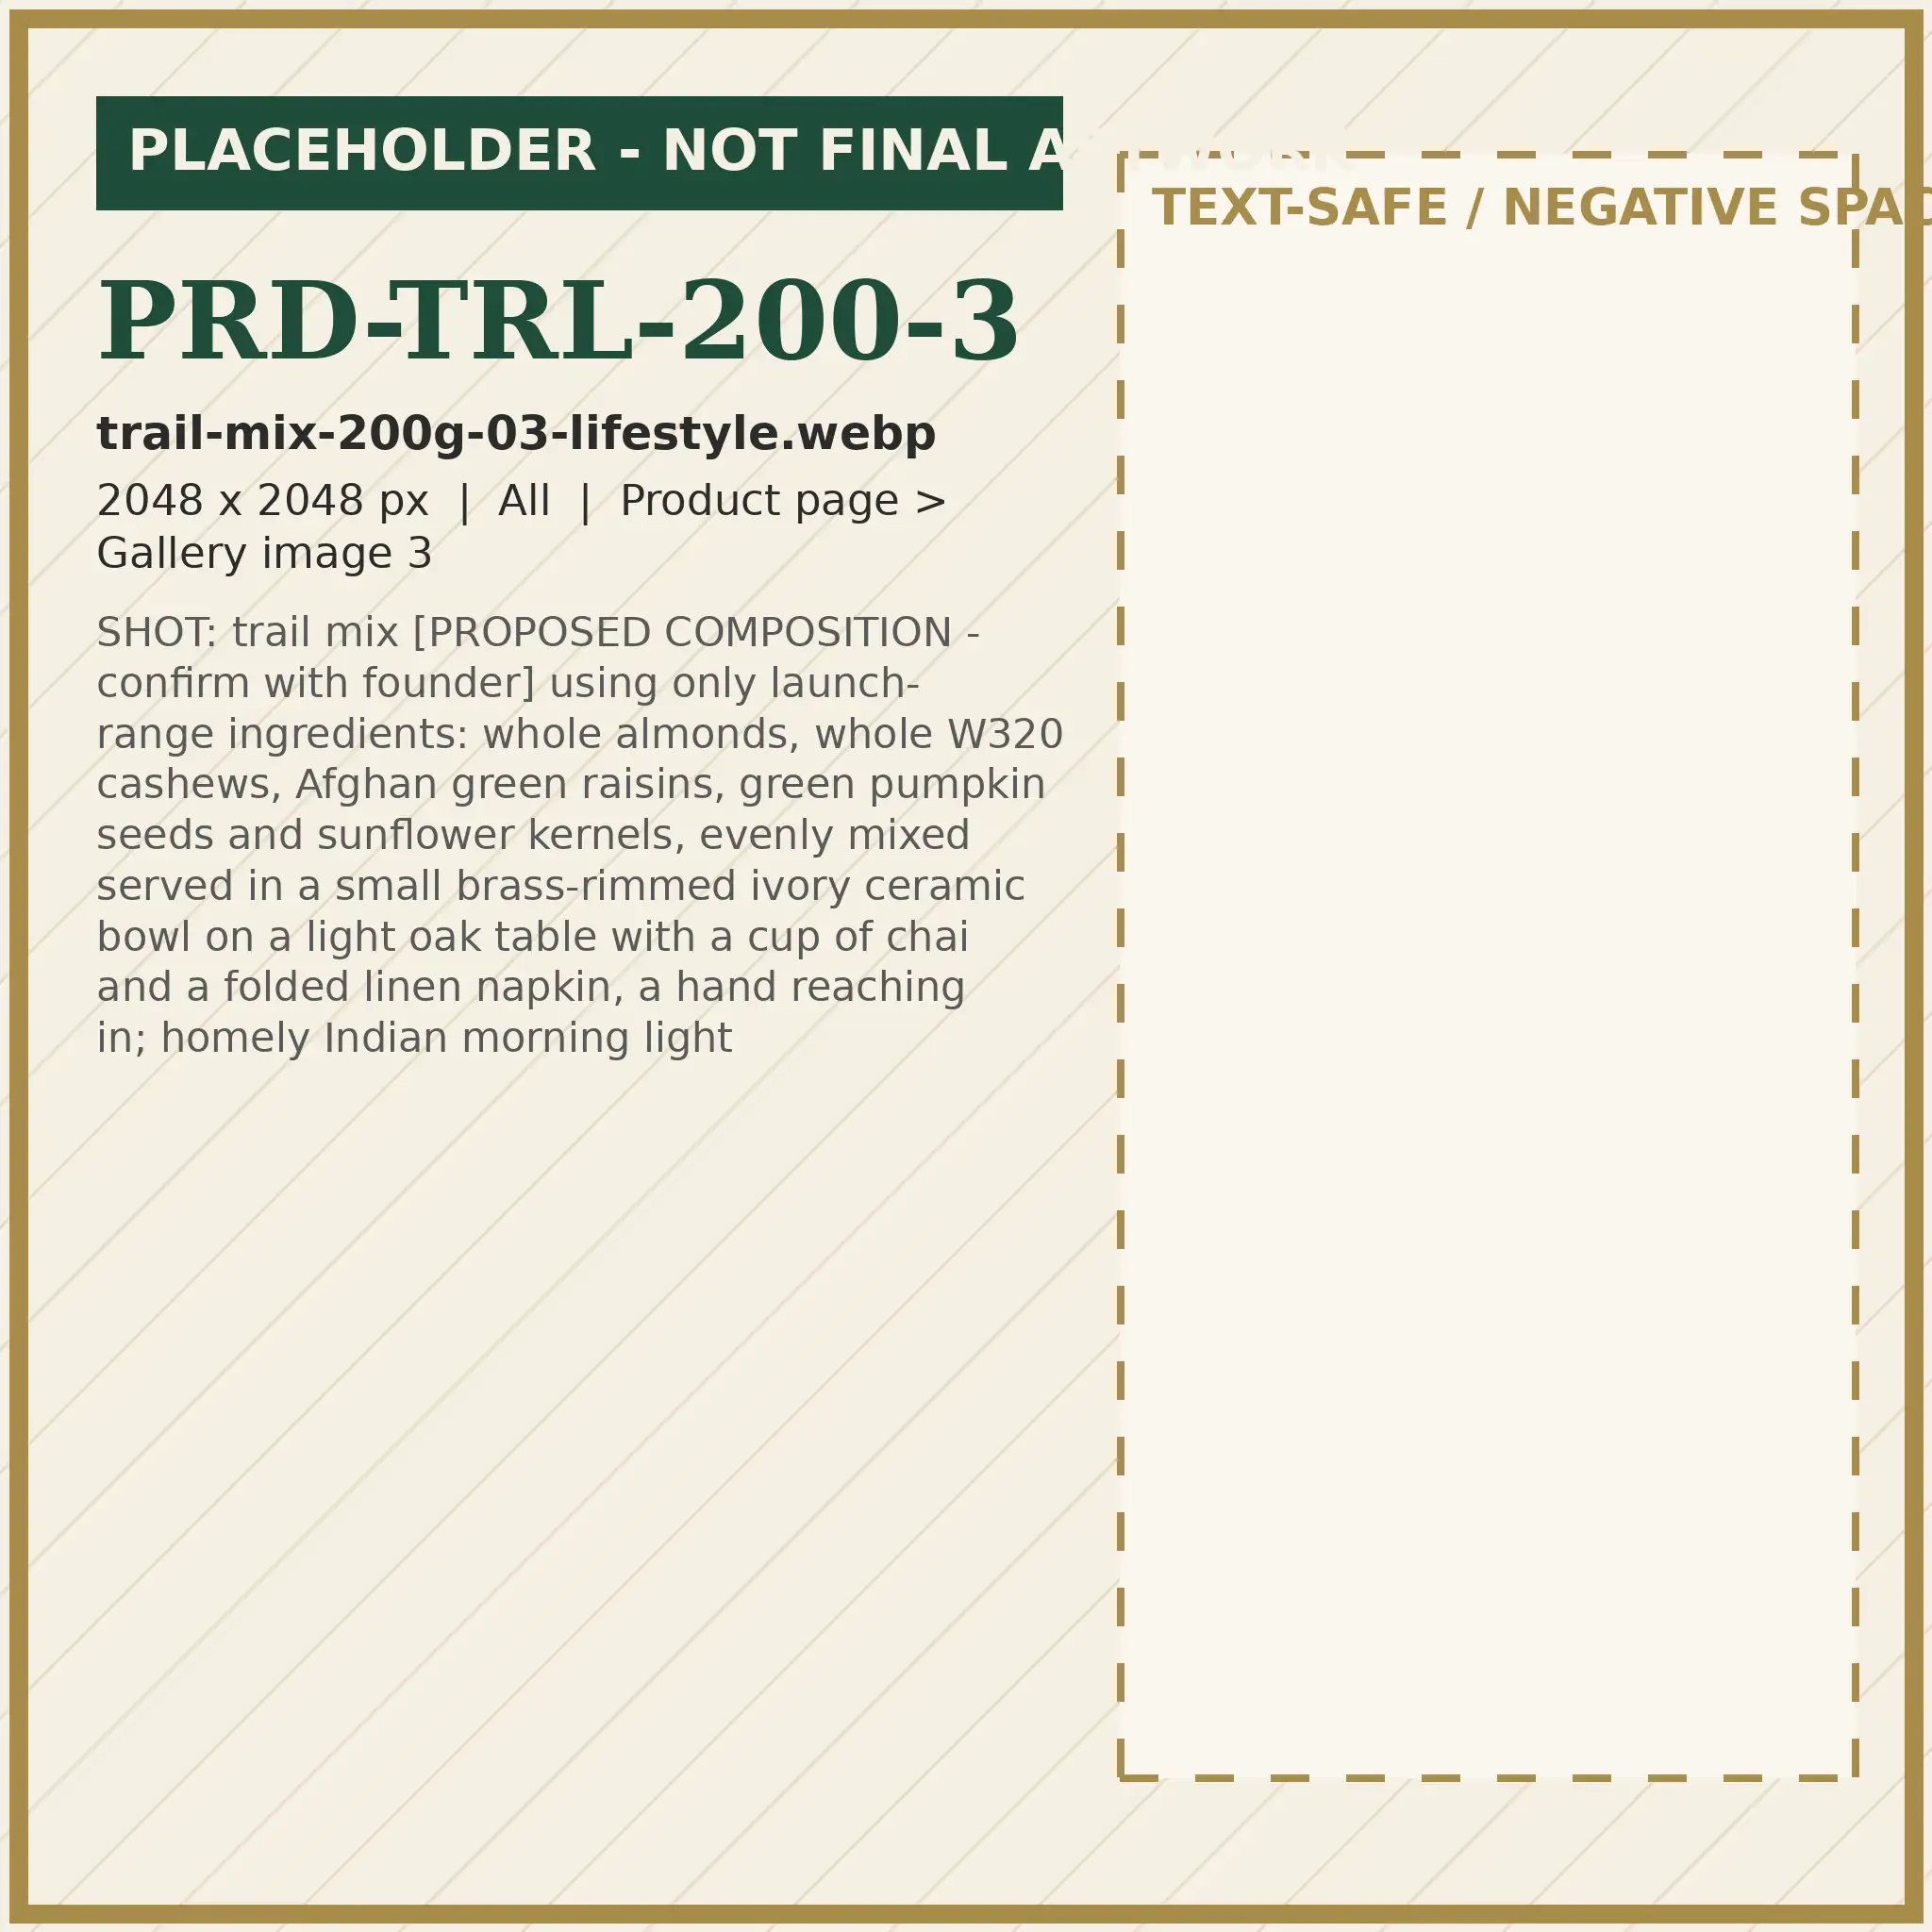 PLACEHOLDER - NOT FINAL ARTWORK
TEXT-SAFE / NEGATIVE
PRD-TRL-200-3
trail-mix-200g-03-lifestyle.webp
2048 x 2048 px | All | Product page >
Gallery image 3
SHOT: trail mix [PROPOSED COMPOSITION -
confirm with founder] using only launch-
range ingredients: whole almonds, whole W320
cashews, Afghan green raisins, green pumpkin
seeds and sunflower kernels, evenly mixed
served in a small brass-rimmed ivory ceramic
bowl on a light oak table with a cup of chai
and a folded linen napkin, a hand reaching
in; homely Indian morning light